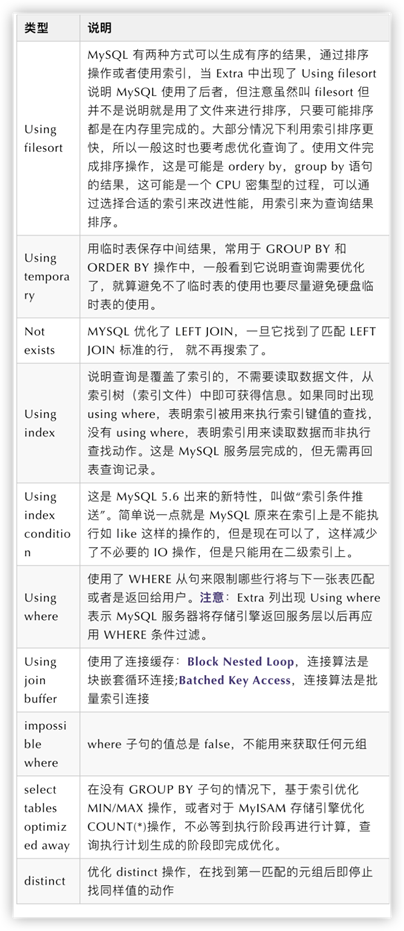 类型 说明
Using
filesort
MySQL 有两种方式可以生成有序的结果，通过排序
操作或者使用索引，当 Extra 中出现了 Using filesort
说明 MySQL 使用了后者，但注意虽然叫 filesort 但
并不是说明就是用了文件来进行排序，只要可能排序
都是在内存里完成的。大部分情况下利用索引排序更
快，所以一般这时也要考虑优化查询了。使用文件完
成排序操作，这是可能是 ordery by，group by 语句
的结果，这可能是一个 CPU 密集型的过程，可以通
过选择合适的索引来改进性能，用索引来为查询结果
排序。
Using
tempora
ry
用临时表保存中间结果，常用于 GROUP BY 和
ORDER BY 操作中，一般看到它说明查询需要优化
了，就算避免不了临时表的使用也要尽量避免硬盘临
时表的使用。
Not
exists
MYSQL 优化了 LEFT JOIN，一旦它找到了匹配 LEFT
JOIN 标准的行， 就不再搜索了。
Using
index
说明查询是覆盖了索引的，不需要读取数据文件，从
索引树（索引文件）中即可获得信息。如果同时出现
using where，表明索引被用来执行索引键值的查找，
没有 using where，表明索引用来读取数据而非执行
查找动作。这是 MySQL 服务层完成的，但无需再回
表查询记录。
Using
index
conditio
n
这是 MySQL 5.6 出来的新特性，叫做“索引条件推
送”。简单说一点就是 MySQL 原来在索引上是不能执
行如 like 这样的操作的，但是现在可以了，这样减少
了不必要的 IO 操作，但是只能用在二级索引上。
Using
where
使用了 WHERE 从句来限制哪些行将与下一张表匹配
或者是返回给用户。注意：Extra 列出现 Using where
表示 MySQL 服务器将存储引擎返回服务层以后再应
用 WHERE 条件过滤。
Using
join
buffer
使用了连接缓存：Block Nested Loop，连接算法是
块嵌套循环连接;Batched Key Access，连接算法是批
量索引连接
impossi
ble
where
where 子句的值总是 false，不能用来获取任何元组
select
tables
optimiz
ed away
在没有 GROUP BY 子句的情况下，基于索引优化
MIN/MAX 操作，或者对于 MyISAM 存储引擎优化
COUNT(*)操作，不必等到执行阶段再进行计算，查
询执行计划生成的阶段即完成优化。
distinct
优化 distinct 操作，在找到第一匹配的元组后即停止
找同样值的动作